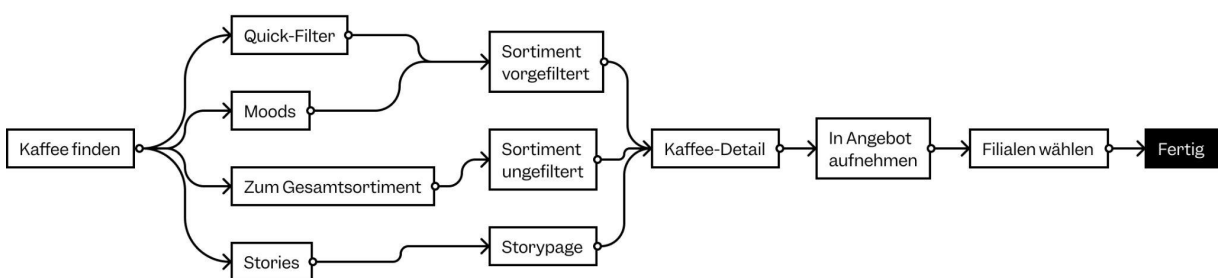 Kaffee finden
Quick-Filter
Moods
Zum Gesamtsortiment
Stories
Sortiment
vorgefiltert
Sortiment
ungefiltert
Storypage
Kaffee-Detail
In Angebot
aufnehmen
Filialen wählen
Fertig